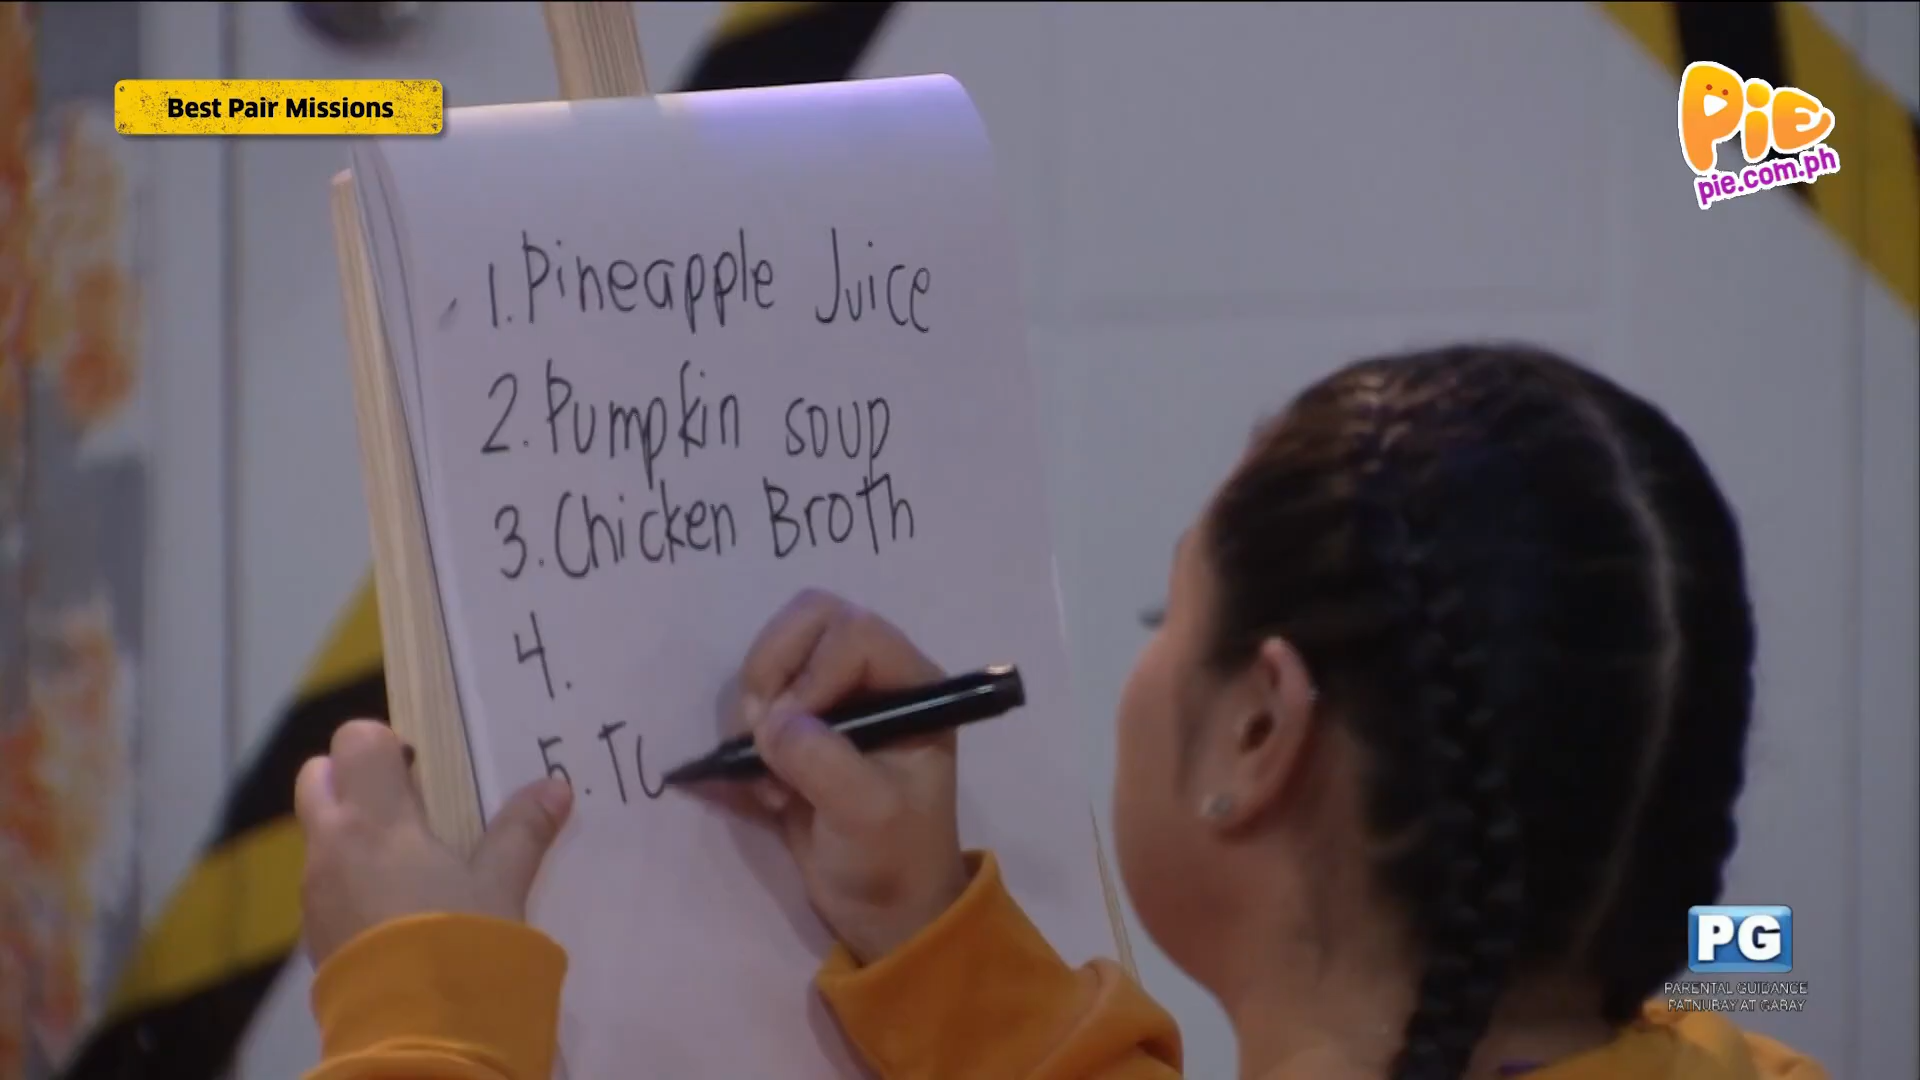 Best Pair Missions
Pie
pie.com.ph
1. Pineapple Juice
2. Pumpkin soup
3. Chicken Broth
4.
5. TU
PG
PARENTAL GUIDANCE
PATNUBAY AT GABAY